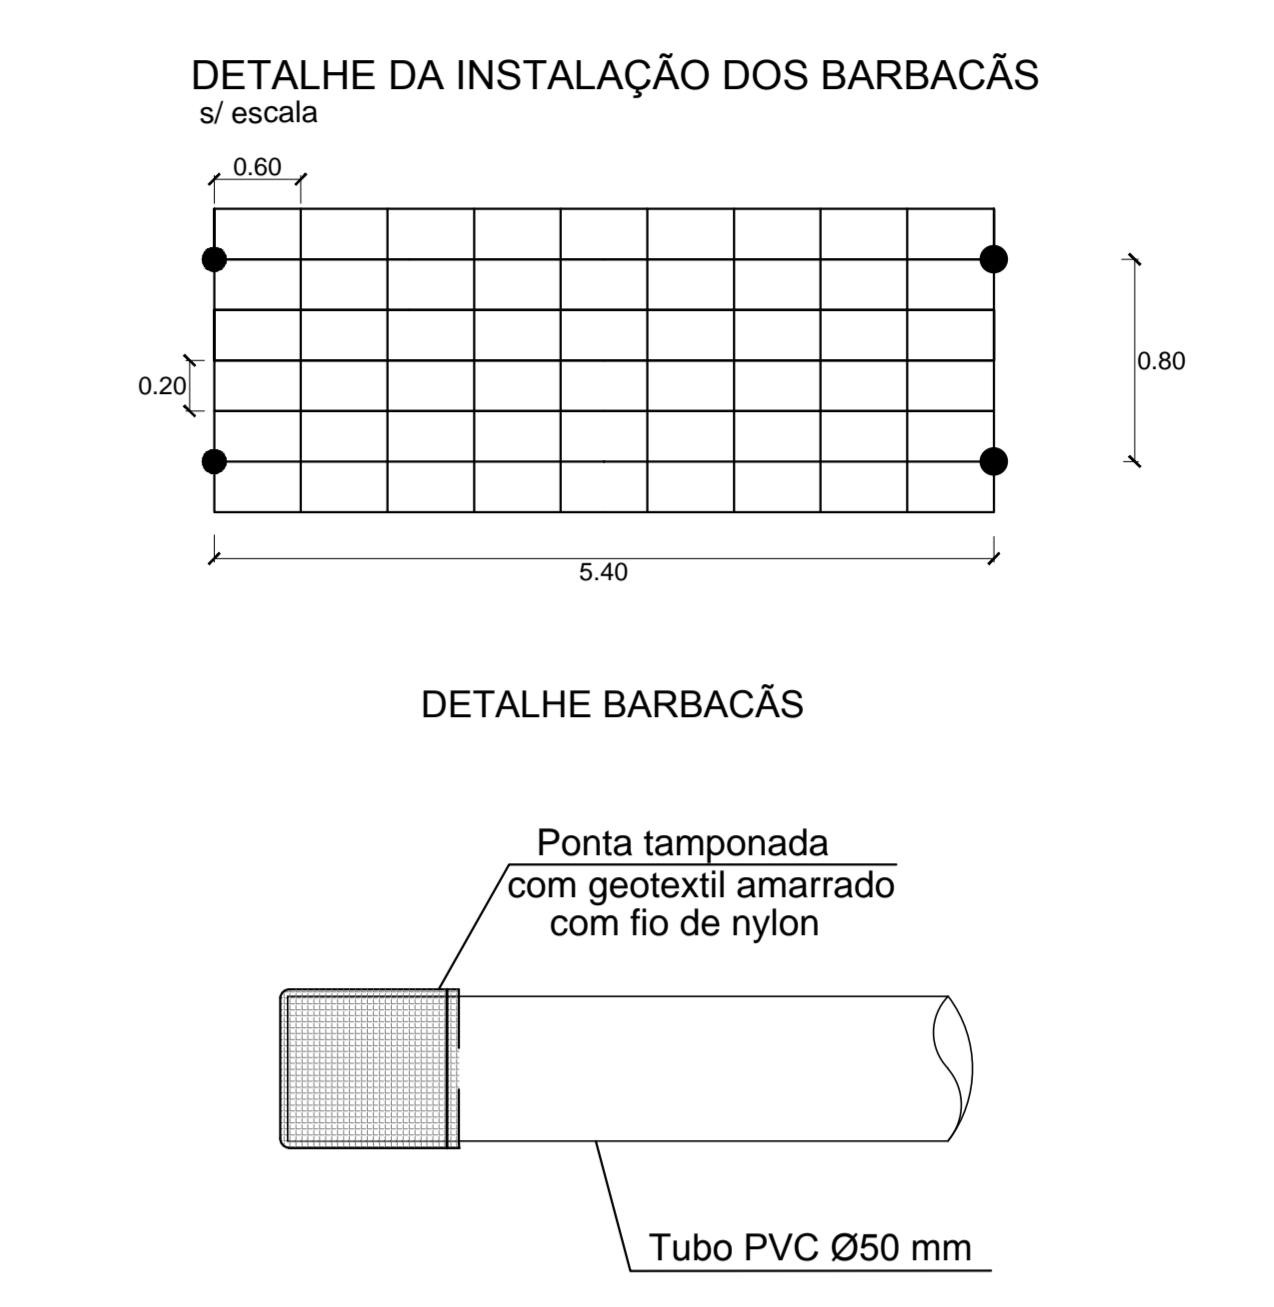 DETALHE DA INSTALAÇÃO DOS BARBACÃS
s/ escala
0.60
0.20
0.80
5.40
DETALHE BARBACÃS
Ponta tamponada
com geotextil amarrado
com fio de nylon
Tubo PVC Ø50 mm